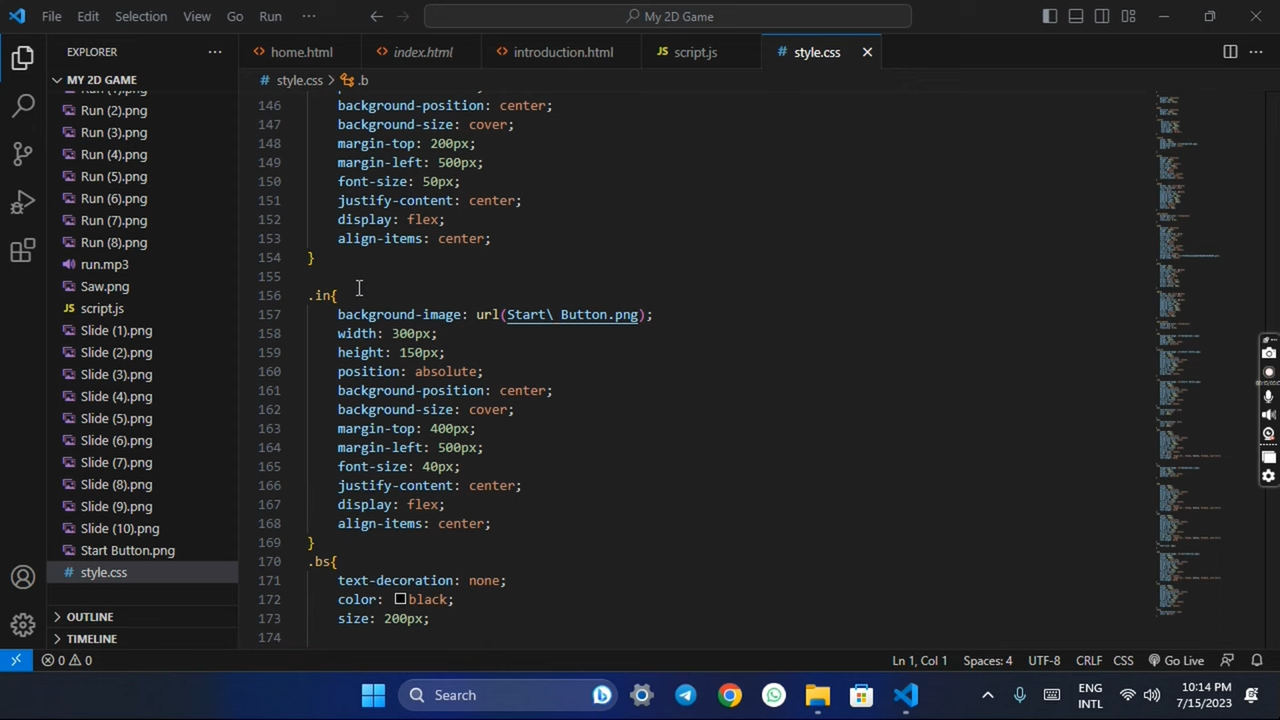 File Edit Selection View Go Run ··· My 2D Game
EXPLORER ···
home.html index.html introduction.html JS script.js # style.css
MY 2D GAME
# style.css > .b
Run (2).png
Run (3).png
Run (4).png
Run (5).png
Run (6).png
Run (7).png
Run (8).png
run.mp3
Saw.png
JS script.js
Slide (1).png
Slide (2).png
Slide (3).png
Slide (4).png
Slide (5).png
Slide (6).png
Slide (7).png
Slide (8).png
Slide (9).png
Slide (10).png
Start Button.png
# style.css
OUTLINE
TIMELINE
146 background-position: center;
147 background-size: cover;
148 margin-top: 200px;
149 margin-left: 500px;
150 font-size: 50px;
151 justify-content: center;
152 display: flex;
153 align-items: center;
154 }
155
156 .in{
157 background-image: url(Start\ Button.png);
158 width: 300px;
159 height: 150px;
160 position: absolute;
161 background-position: center;
162 background-size: cover;
163 margin-top: 400px;
164 margin-left: 500px;
165 font-size: 40px;
166 justify-content: center;
167 display: flex;
168 align-items: center;
169 }
170 .bs{
171 text-decoration: none;
172 color: black;
173 size: 200px;
174
0 0 Ln 1, Col 1 Spaces: 4 UTF-8 CRLF CSS Go Live
Search
ENG
INTL
10:14 PM
7/15/2023